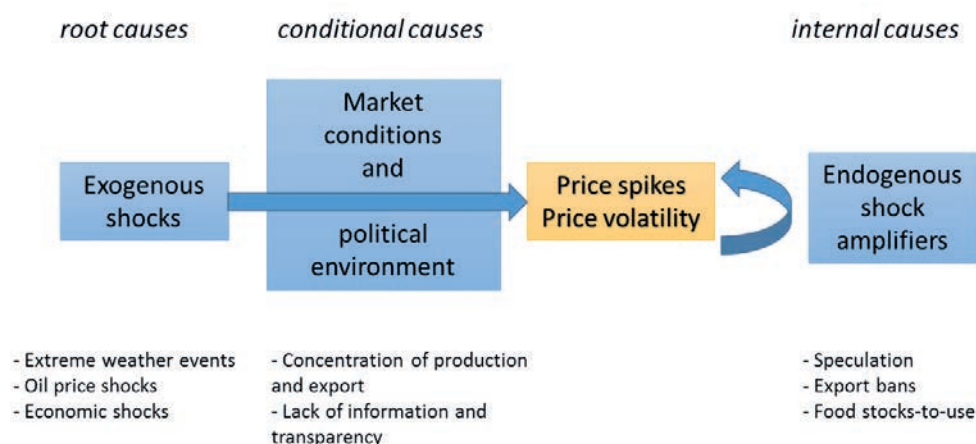 root causes
conditional causes
internal causes
Exogenous
shocks
Market
conditions
and
political
environment
Price spikes
Price volatility
Endogenous
shock
amplifiers
- Extreme weather events
- Oil price shocks
- Economic shocks
- Concentration of production
and export
- Lack of information and
transparency
- Speculation
- Export bans
- Food stocks-to-use